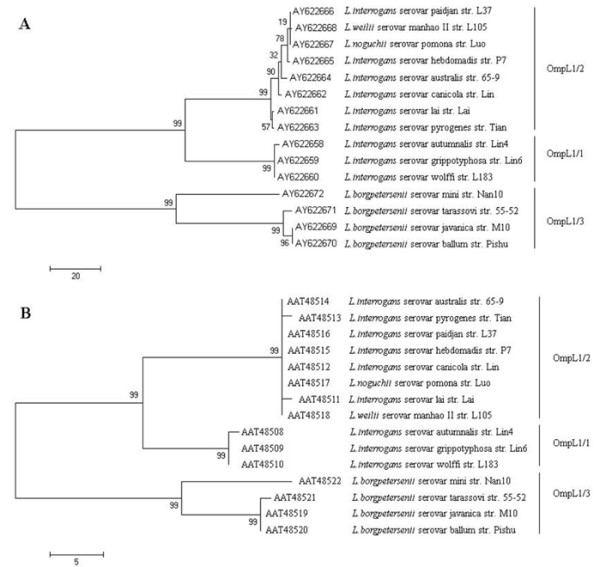 A
AY622666 L interrogans serovar paidjan str. L37
AY622668 L weilii serovar manhao II str. L105
AY622667 L noguchii serovar pomona str. Luo
AY622665 L interrogans serovar hebdomadis str. P7
AY622664 L interrogans serovar australis str. 65-9
AY622662 L interrogans serovar canicola str. Lin
AY622661 L interrogans serovar lai str. Lai
AY622663 L interrogans serovar pyrogenes str. Tian
OmpL1/2
AY622658 L interrogans serovar autumnalis str. Lin4
AY622659 L interrogans serovar grippotyphosa str. Lin6
AY622660 L interrogans serovar wolffi str. L183
OmpL1/1
AY622672 L borgpetersenii serovar mini str. Nan10
AY622671 L borgpetersenii serovar tarassovi str. 55-52
AY622669 L borgpetersenii serovar javanica str. M10
AY622670 L borgpetersenii serovar ballum str. Pishu
OmpL1/3
19
78
32
90
99
57
99
99
99
99
96
20
B
AAT48514 L interrogans serovar australis str. 65-9
AAT48513 L interrogans serovar pyrogenes str. Tian
AAT48516 L interrogans serovar paidjan str. L37
AAT48515 L interrogans serovar hebdomadis str. P7
AAT48512 L interrogans serovar canicola str. Lin
AAT48517 L noguchii serovar pomona str. Luo
AAT48511 L interrogans serovar lai str. Lai
AAT48518 L weilii serovar manhao II str. L105
OmpL1/2
AAT48508 L interrogans serovar autumnalis str. Lin4
AAT48509 L interrogans serovar grippotyphosa str. Lin6
AAT48510 L interrogans serovar wolffi str. L183
OmpL1/1
AAT48522 L borgpetersenii serovar mini str. Nan10
AAT48521 L borgpetersenii serovar tarassovi str. 55-52
AAT48519 L borgpetersenii serovar javanica str. M10
AAT48520 L borgpetersenii serovar ballum str. Pishu
OmpL1/3
99
99
99
99
99
5